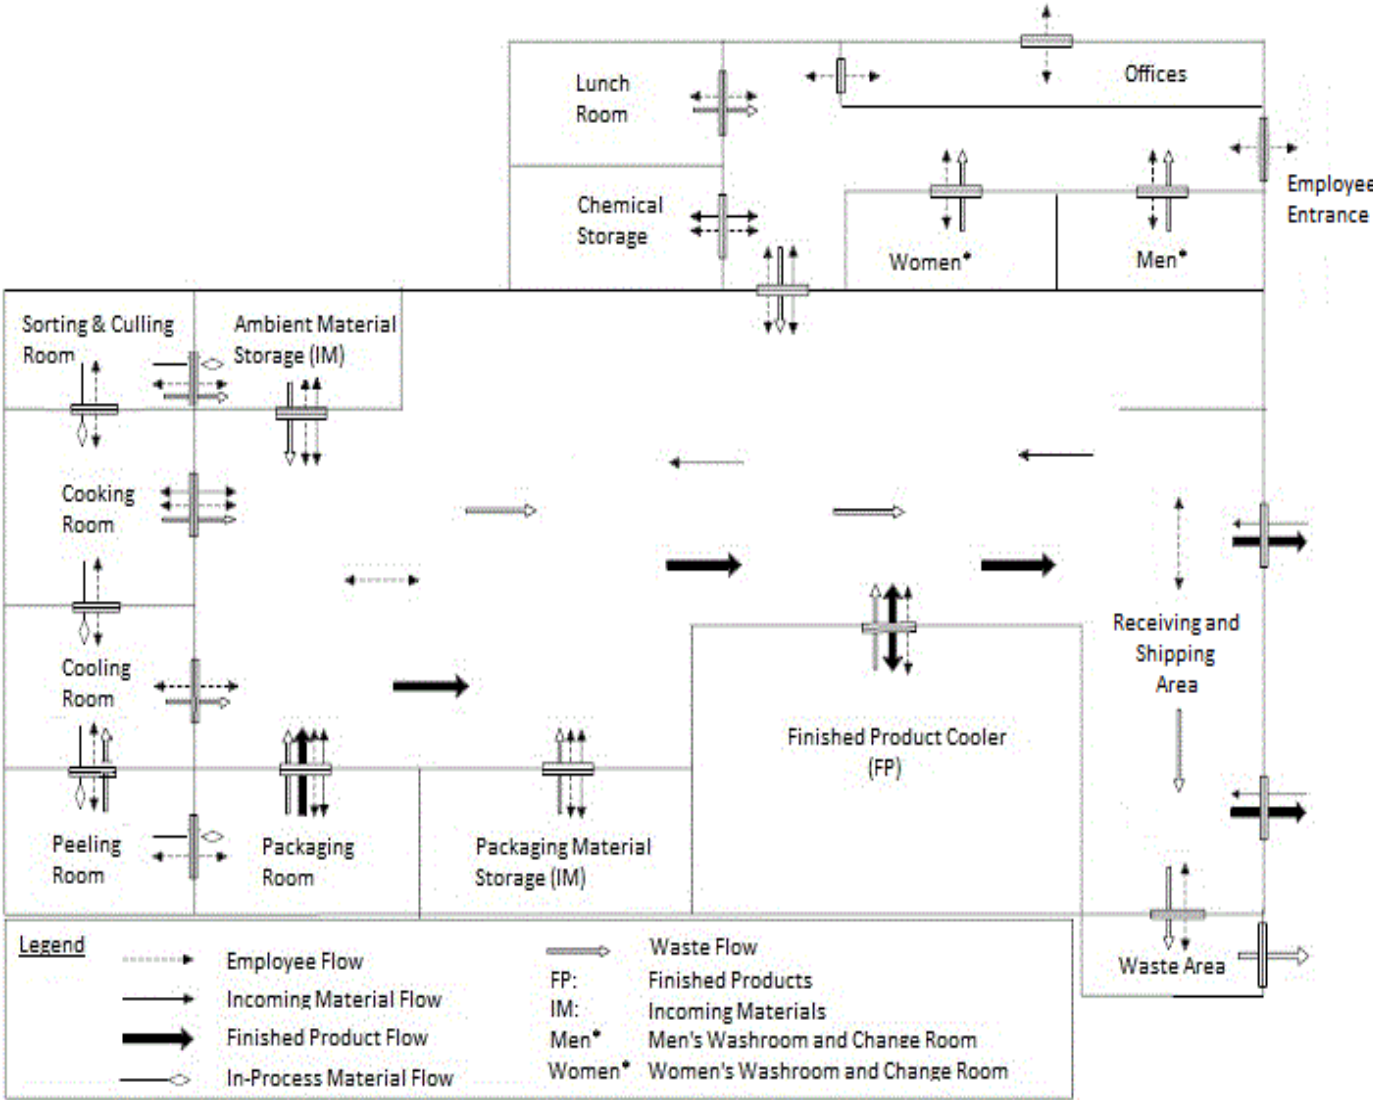 Lunch
Room
Offices
Employee
Entrance
Chemical
Storage
Women*
Men*
Sorting & Culling
Room
Ambient Material
Storage (IM)
Cooking
Room
Receiving and
Shipping
Area
Cooling
Room
Finished Product Cooler
(FP)
Peeling
Room
Packaging
Room
Packaging Material
Storage (IM)
Waste Area
Legend
Employee Flow
Incoming Material Flow
Finished Product Flow
In-Process Material Flow
Waste Flow
FP: Finished Products
IM: Incoming Materials
Men* Men's Washroom and Change Room
Women* Women's Washroom and Change Room